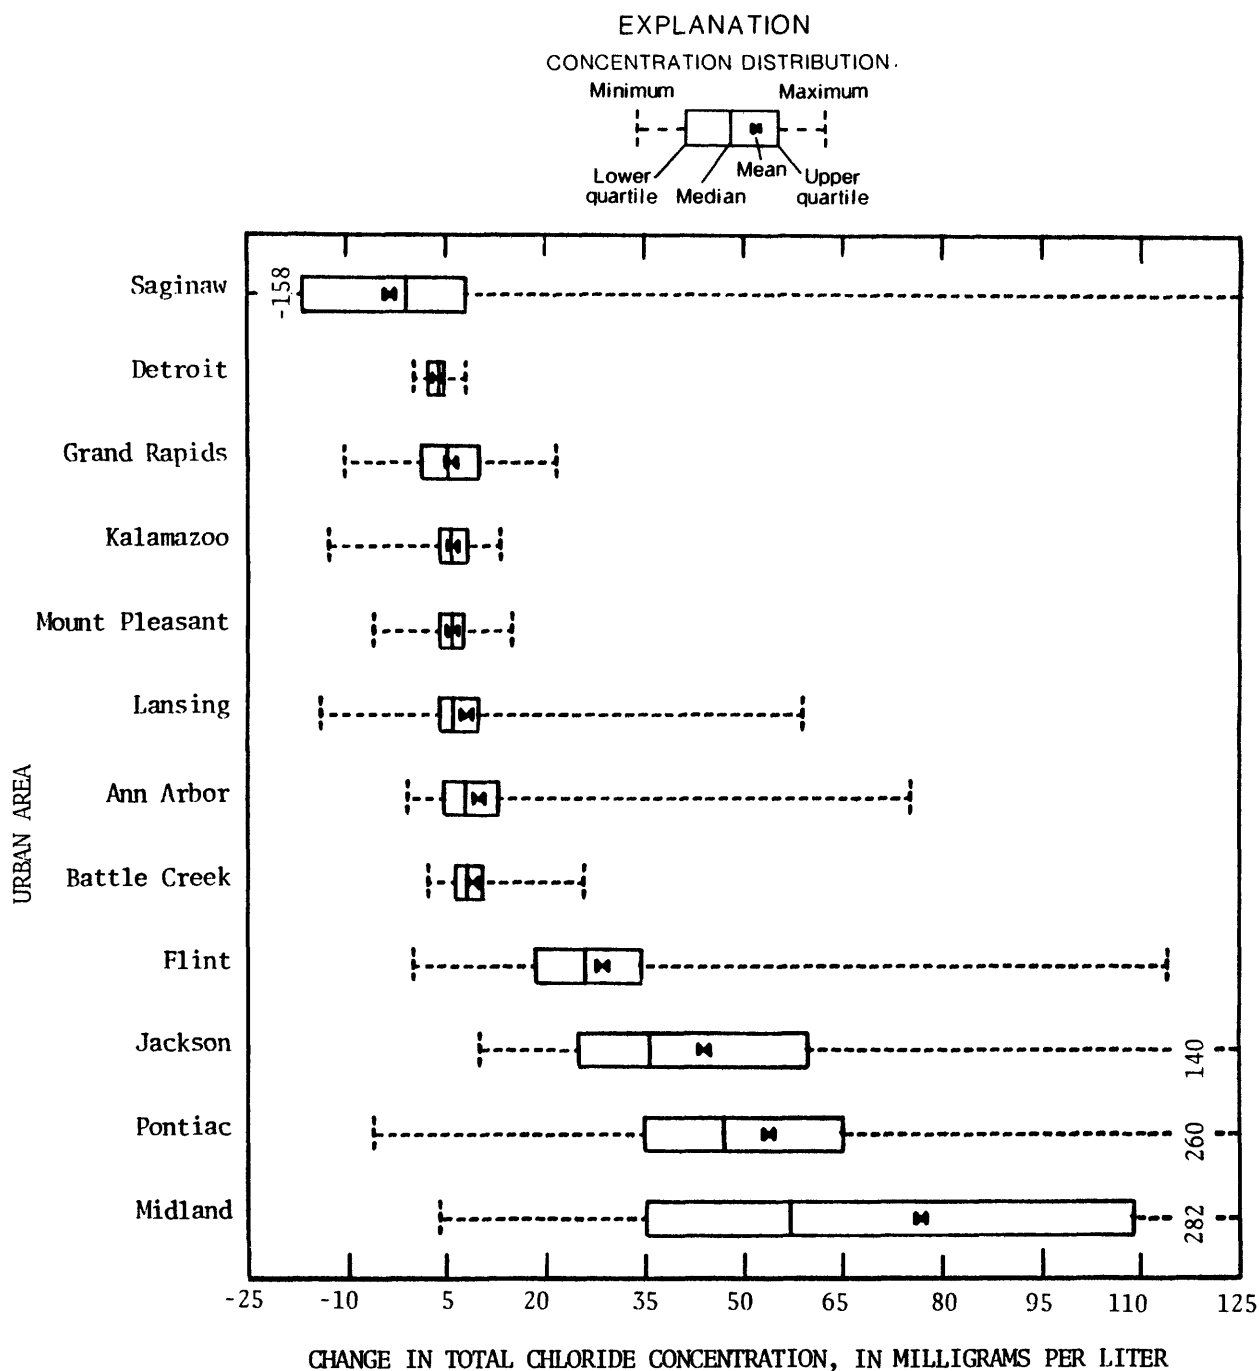 EXPLANATION
CONCENTRATION DISTRIBUTION.
Minimum Maximum
Lower quartile Median Mean Upper quartile
Saginaw -158
Detroit
Grand Rapids
Kalamazoo
Mount Pleasant
Lansing
Ann Arbor
Battle Creek
Flint
Jackson 140
Pontiac 260
Midland 282
URBAN AREA
-25 -10 5 20 35 50 65 80 95 110 125
CHANGE IN TOTAL CHLORIDE CONCENTRATION, IN MILLIGRAMS PER LITER